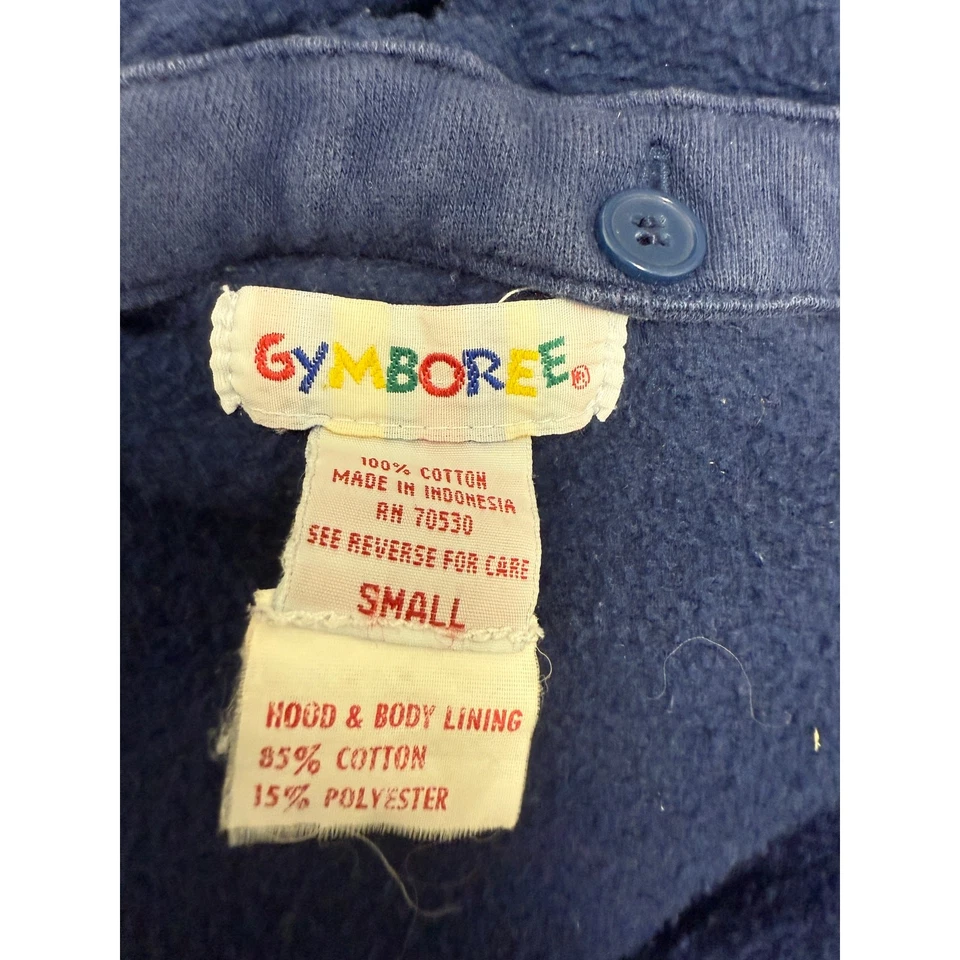 GYMBOREE®
100% COTTON
MADE IN INDONESIA
RN 70530
SEE REVERSE FOR CARE
SMALL
HOOD & BODY LINING
85% COTTON
15% POLYESTER